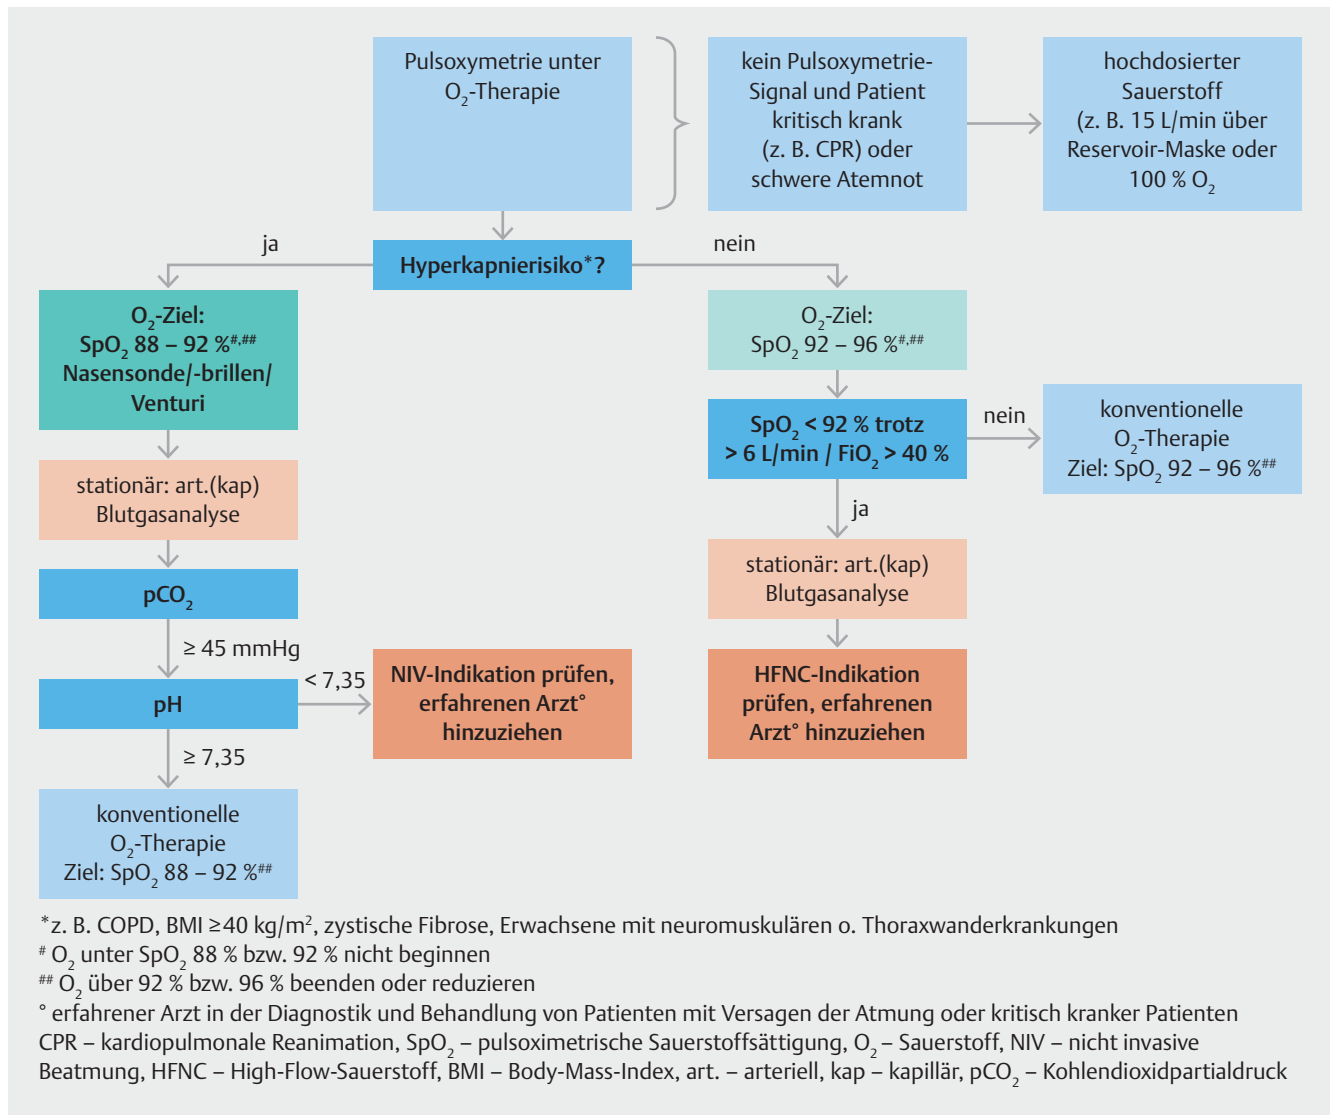 Pulsoxymetrie unter
O₂-Therapie
kein Pulsoxymetrie-
Signal und Patient
kritisch krank
(z. B. CPR) oder
schwere Atemnot
hochdosierter
Sauerstoff
(z. B. 15 L/min über
Reservoir-Maske oder
100 % O₂
ja
Hyperkapnierisiko*?
nein
O₂-Ziel:
SpO₂ 88 – 92 %#,##
Nasensonde/-brillen/
Venturi
O₂-Ziel:
SpO₂ 92 – 96 %#,##
SpO₂ < 92 % trotz
> 6 L/min / FiO₂ > 40 %
nein
konventionelle
O₂-Therapie
Ziel: SpO₂ 92 – 96 %##
stationär: art.(kap)
Blutgasanalyse
ja
stationär: art.(kap)
Blutgasanalyse
pCO₂
≥ 45 mmHg
pH
< 7,35
NIV-Indikation prüfen,
erfahrenen Arzt°
hinzuziehen
HFNC-Indikation
prüfen, erfahrenen
Arzt° hinzuziehen
≥ 7,35
konventionelle
O₂-Therapie
Ziel: SpO₂ 88 – 92 %##
*z. B. COPD, BMI ≥40 kg/m², zystische Fibrose, Erwachsene mit neuromuskulären o. Thoraxwanderkrankungen
# O₂ unter SpO₂ 88 % bzw. 92 % nicht beginnen
## O₂ über 92 % bzw. 96 % beenden oder reduzieren
° erfahrener Arzt in der Diagnostik und Behandlung von Patienten mit Versagen der Atmung oder kritisch kranker Patienten
CPR – kardiopulmonale Reanimation, SpO₂ – pulsoximetrische Sauerstoffsättigung, O₂ – Sauerstoff, NIV – nicht invasive
Beatmung, HFNC – High-Flow-Sauerstoff, BMI – Body-Mass-Index, art. – arteriell, kap – kapillär, pCO₂ – Kohlendioxidpartialdruck